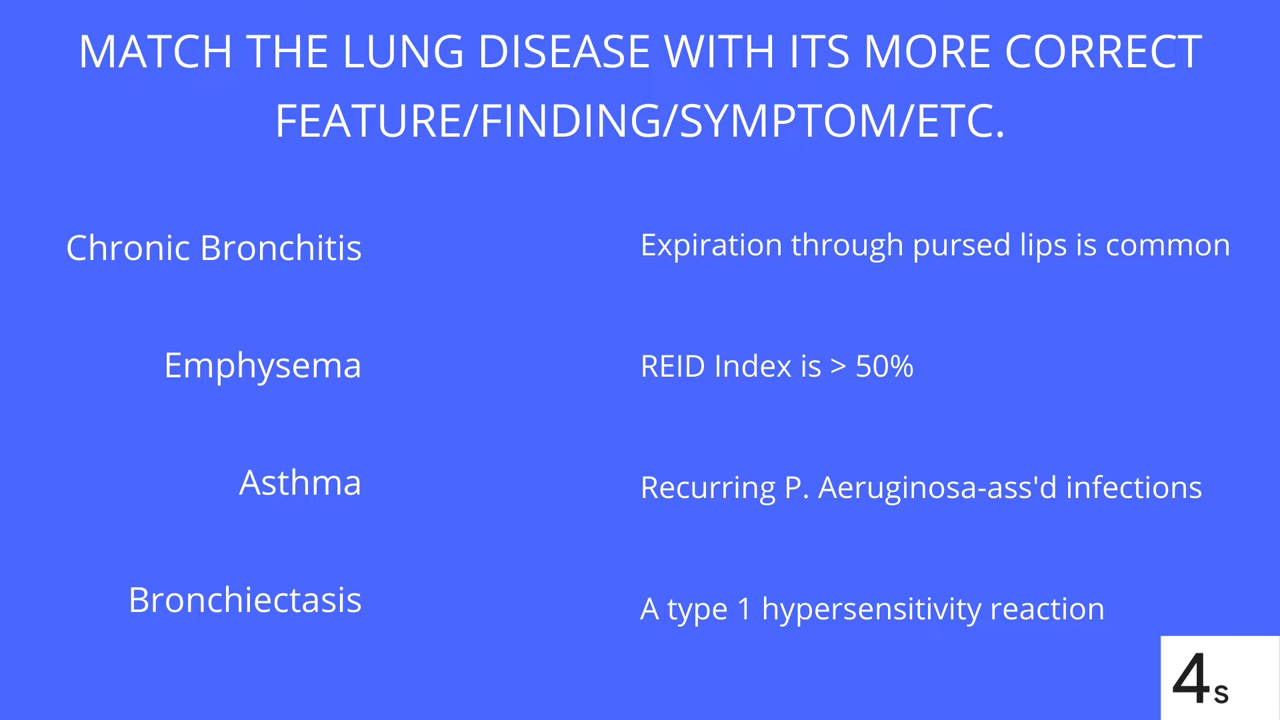 MATCH THE LUNG DISEASE WITH ITS MORE CORRECT
FEATURE/FINDING/SYMPTOM/ETC.
Chronic Bronchitis
Expiration through pursed lips is common
Emphysema
REID Index is > 50%
Asthma
Recurring P. Aeruginosa-ass'd infections
Bronchiectasis
A type 1 hypersensitivity reaction
4s